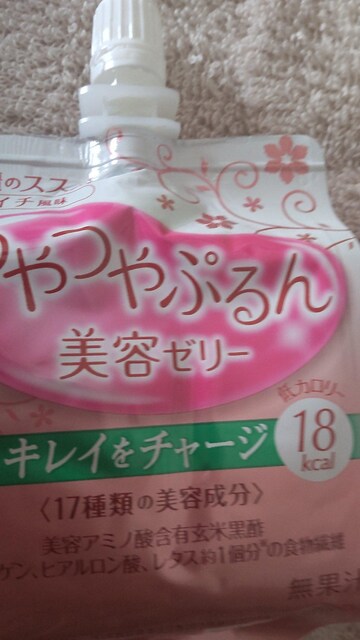 のススメ
イチ風味
つやつやぷるん
美容ゼリー
低カロリー
18
kcal
キレイをチャージ
〈17種類の美容成分〉
美容アミノ酸含有玄米黒酢
ゲン、ヒアルロン酸、レタス約1個分※の食物繊維
無果汁